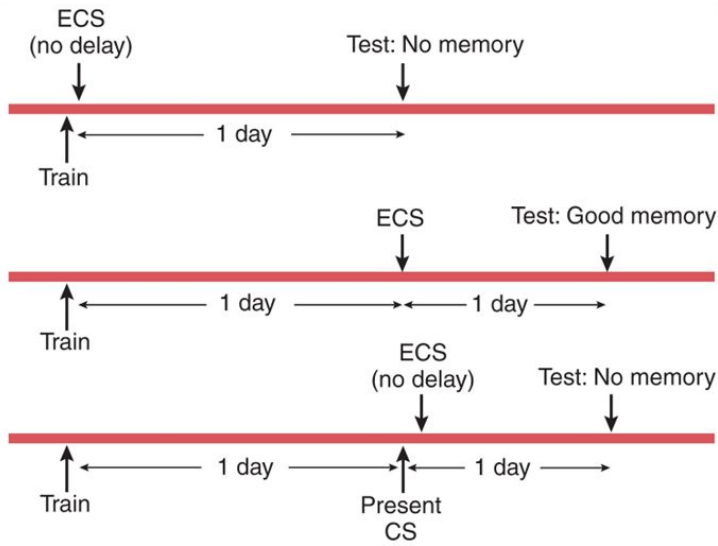 ECS
(no delay)
Test: No memory
1 day
Train
ECS
Test: Good memory
1 day
1 day
Train
ECS
(no delay)
Test: No memory
1 day
1 day
Train
Present
CS